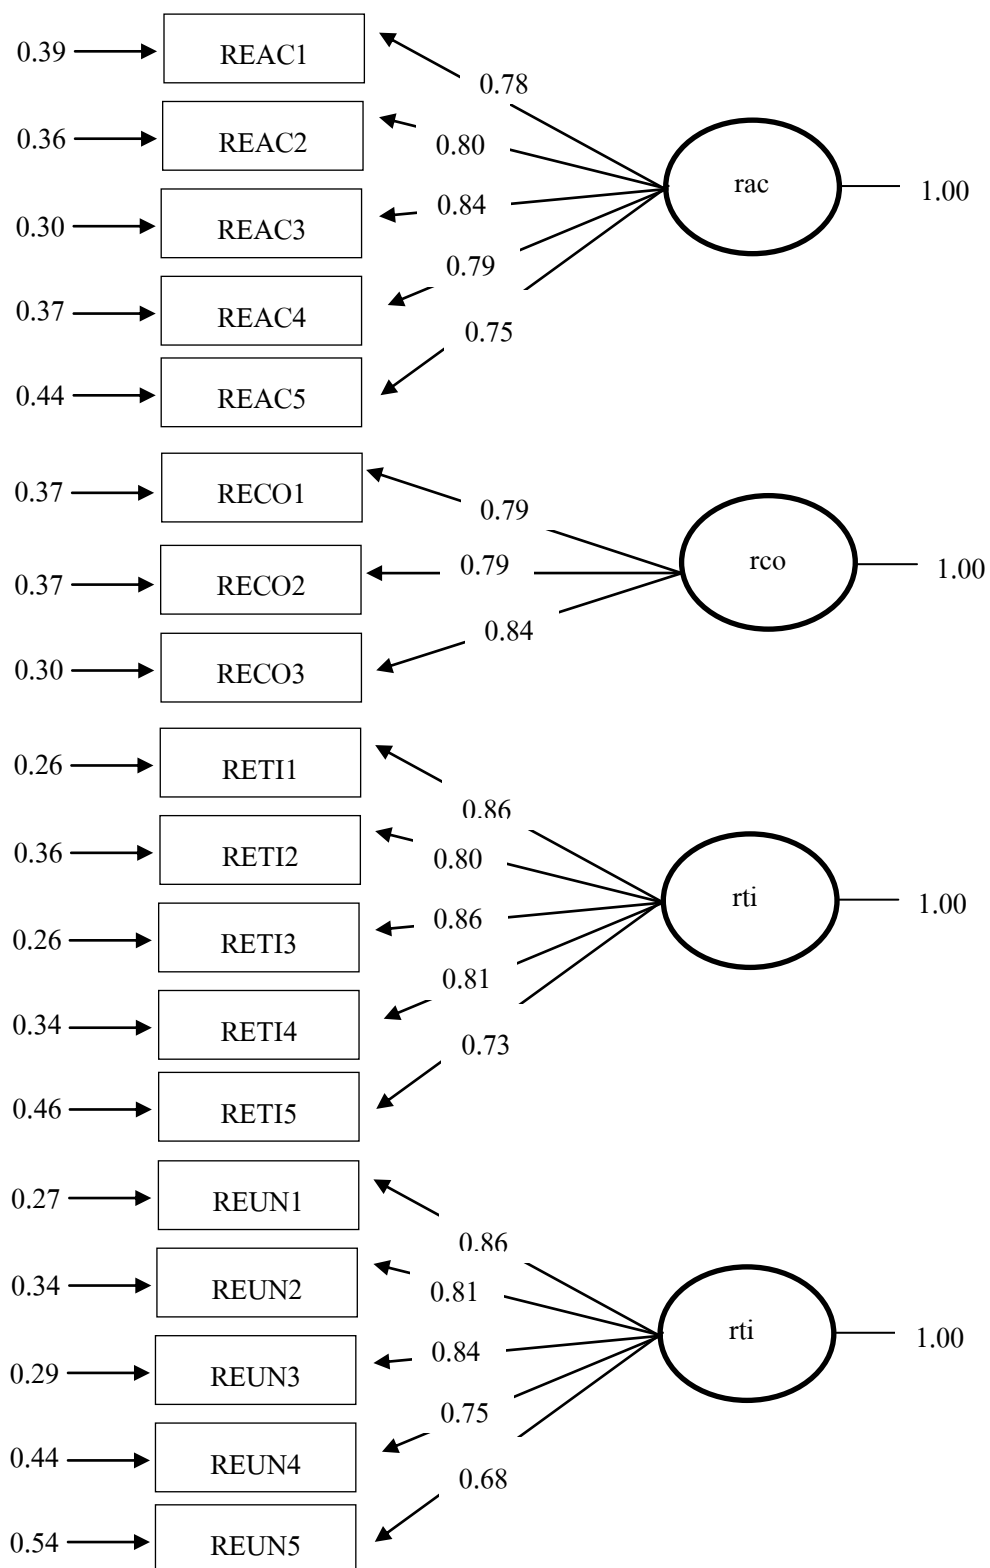 0.39 REAC1 0.78
0.36 REAC2 0.80
rac 1.00
0.30 REAC3 0.84
0.37 REAC4 0.79
0.44 REAC5 0.75
0.37 RECO1 0.79
0.37 RECO2 0.79
rco 1.00
0.30 RECO3 0.84
0.26 RETI1 0.86
0.36 RETI2 0.80
rti 1.00
0.26 RETI3 0.86
0.34 RETI4 0.81
0.46 RETI5 0.73
0.27 REUN1 0.86
0.34 REUN2 0.81
rti 1.00
0.29 REUN3 0.84
0.44 REUN4 0.75
0.54 REUN5 0.68